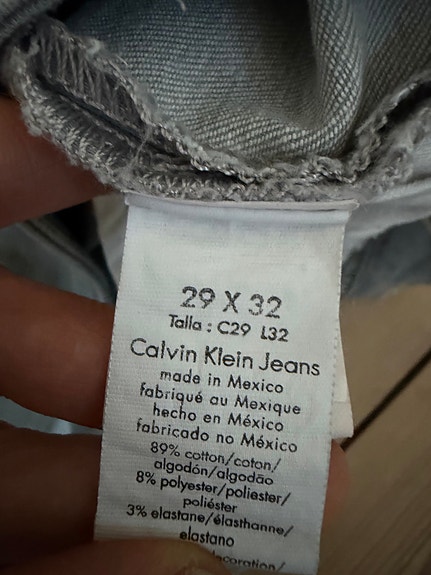 29 X 32
Talla : C29 L32
Calvin Klein Jeans
made in Mexico
fabriqué au Mexique
hecho en México
fabricado no México
89% cotton/coton/
algodón/algodão
8% polyester/poliester/
poliéster
3% elastane/élasthanne/
elastano